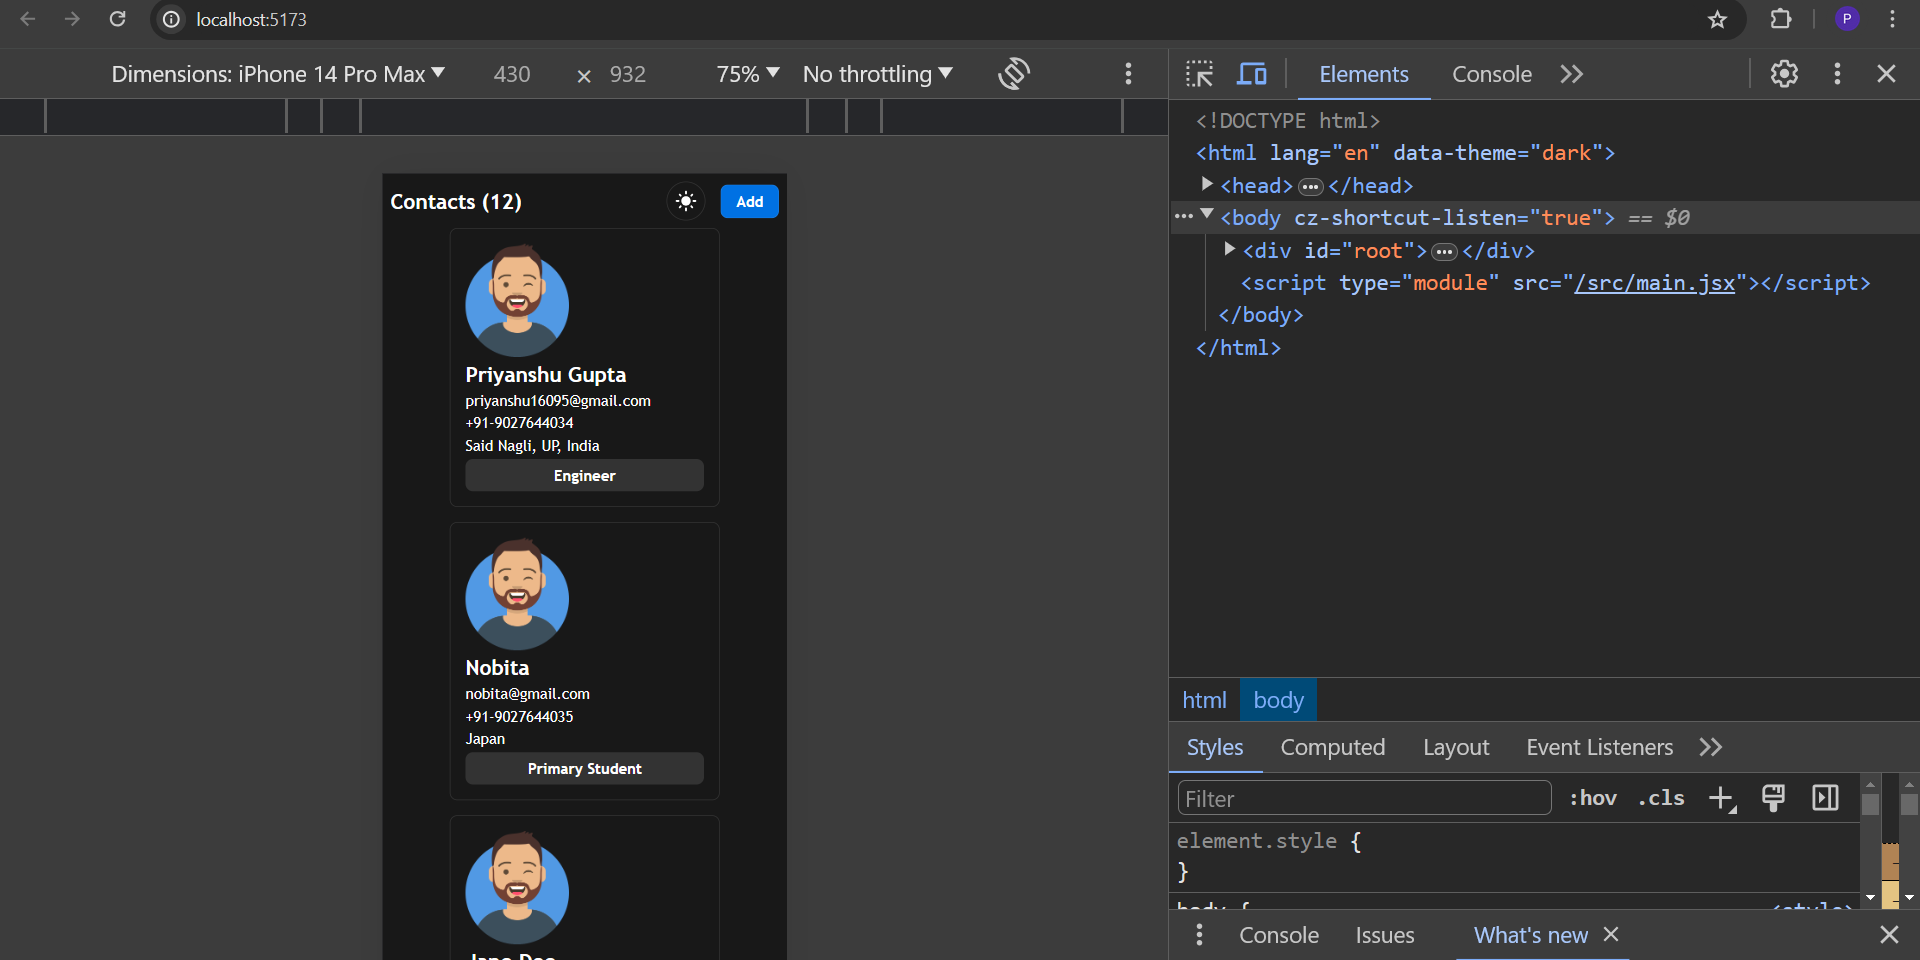 localhost:5173
P
Dimensions: iPhone 14 Pro Max
430 × 932
75%
No throttling
Elements
Console
Contacts (12)
Add
Priyanshu Gupta
priyanshu16095@gmail.com
+91-9027644034
Said Nagli, UP, India
Engineer
Nobita
nobita@gmail.com
+91-9027644035
Japan
Primary Student
Jane Doe
<!DOCTYPE html>
<html lang="en" data-theme="dark">
<head>…</head>
<body cz-shortcut-listen="true"> == $0
<div id="root">…</div>
<script type="module" src="/src/main.jsx"></script>
</body>
</html>
html
body
Styles
Computed
Layout
Event Listeners
Filter
:hov
.cls
element.style {
}
body {
<style>
Console
Issues
What's new